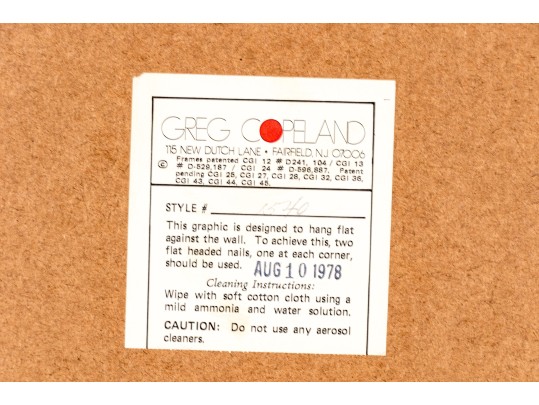 GREG COPELAND
115 NEW DUTCH LANE • FAIRFIELD, N.J. 07006
© Frames patented CGI 12 # D241, 104 / CGI 13
# D-529,187 / CGI 24 # D-596,887. Patent
pending CGI 25, CGI 27, CGI 28, CGI 32, CGI 36,
CGI 43, CGI 44, CGI 45.
STYLE #
This graphic is designed to hang flat
against the wall. To achieve this, two
flat headed nails, one at each corner,
should be used. AUG 10 1978
Cleaning Instructions:
Wipe with soft cotton cloth using a
mild ammonia and water solution.
CAUTION: Do not use any aerosol
cleaners.